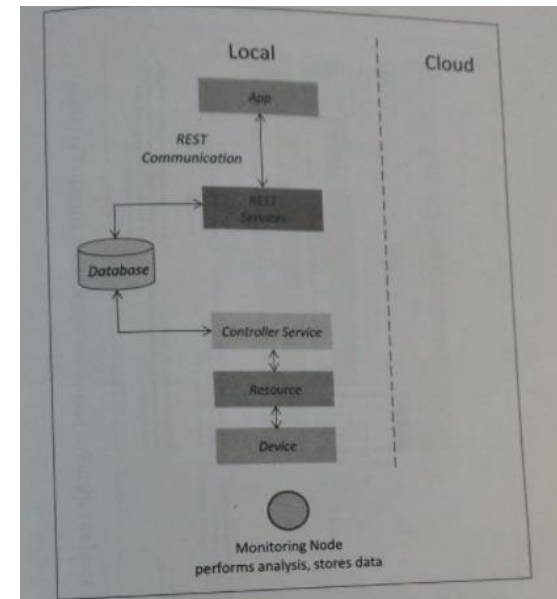 Local
Cloud
App
REST
Communication
REST
Services
Database
Controller Service
Resource
Device
Monitoring Node
performs analysis, stores data